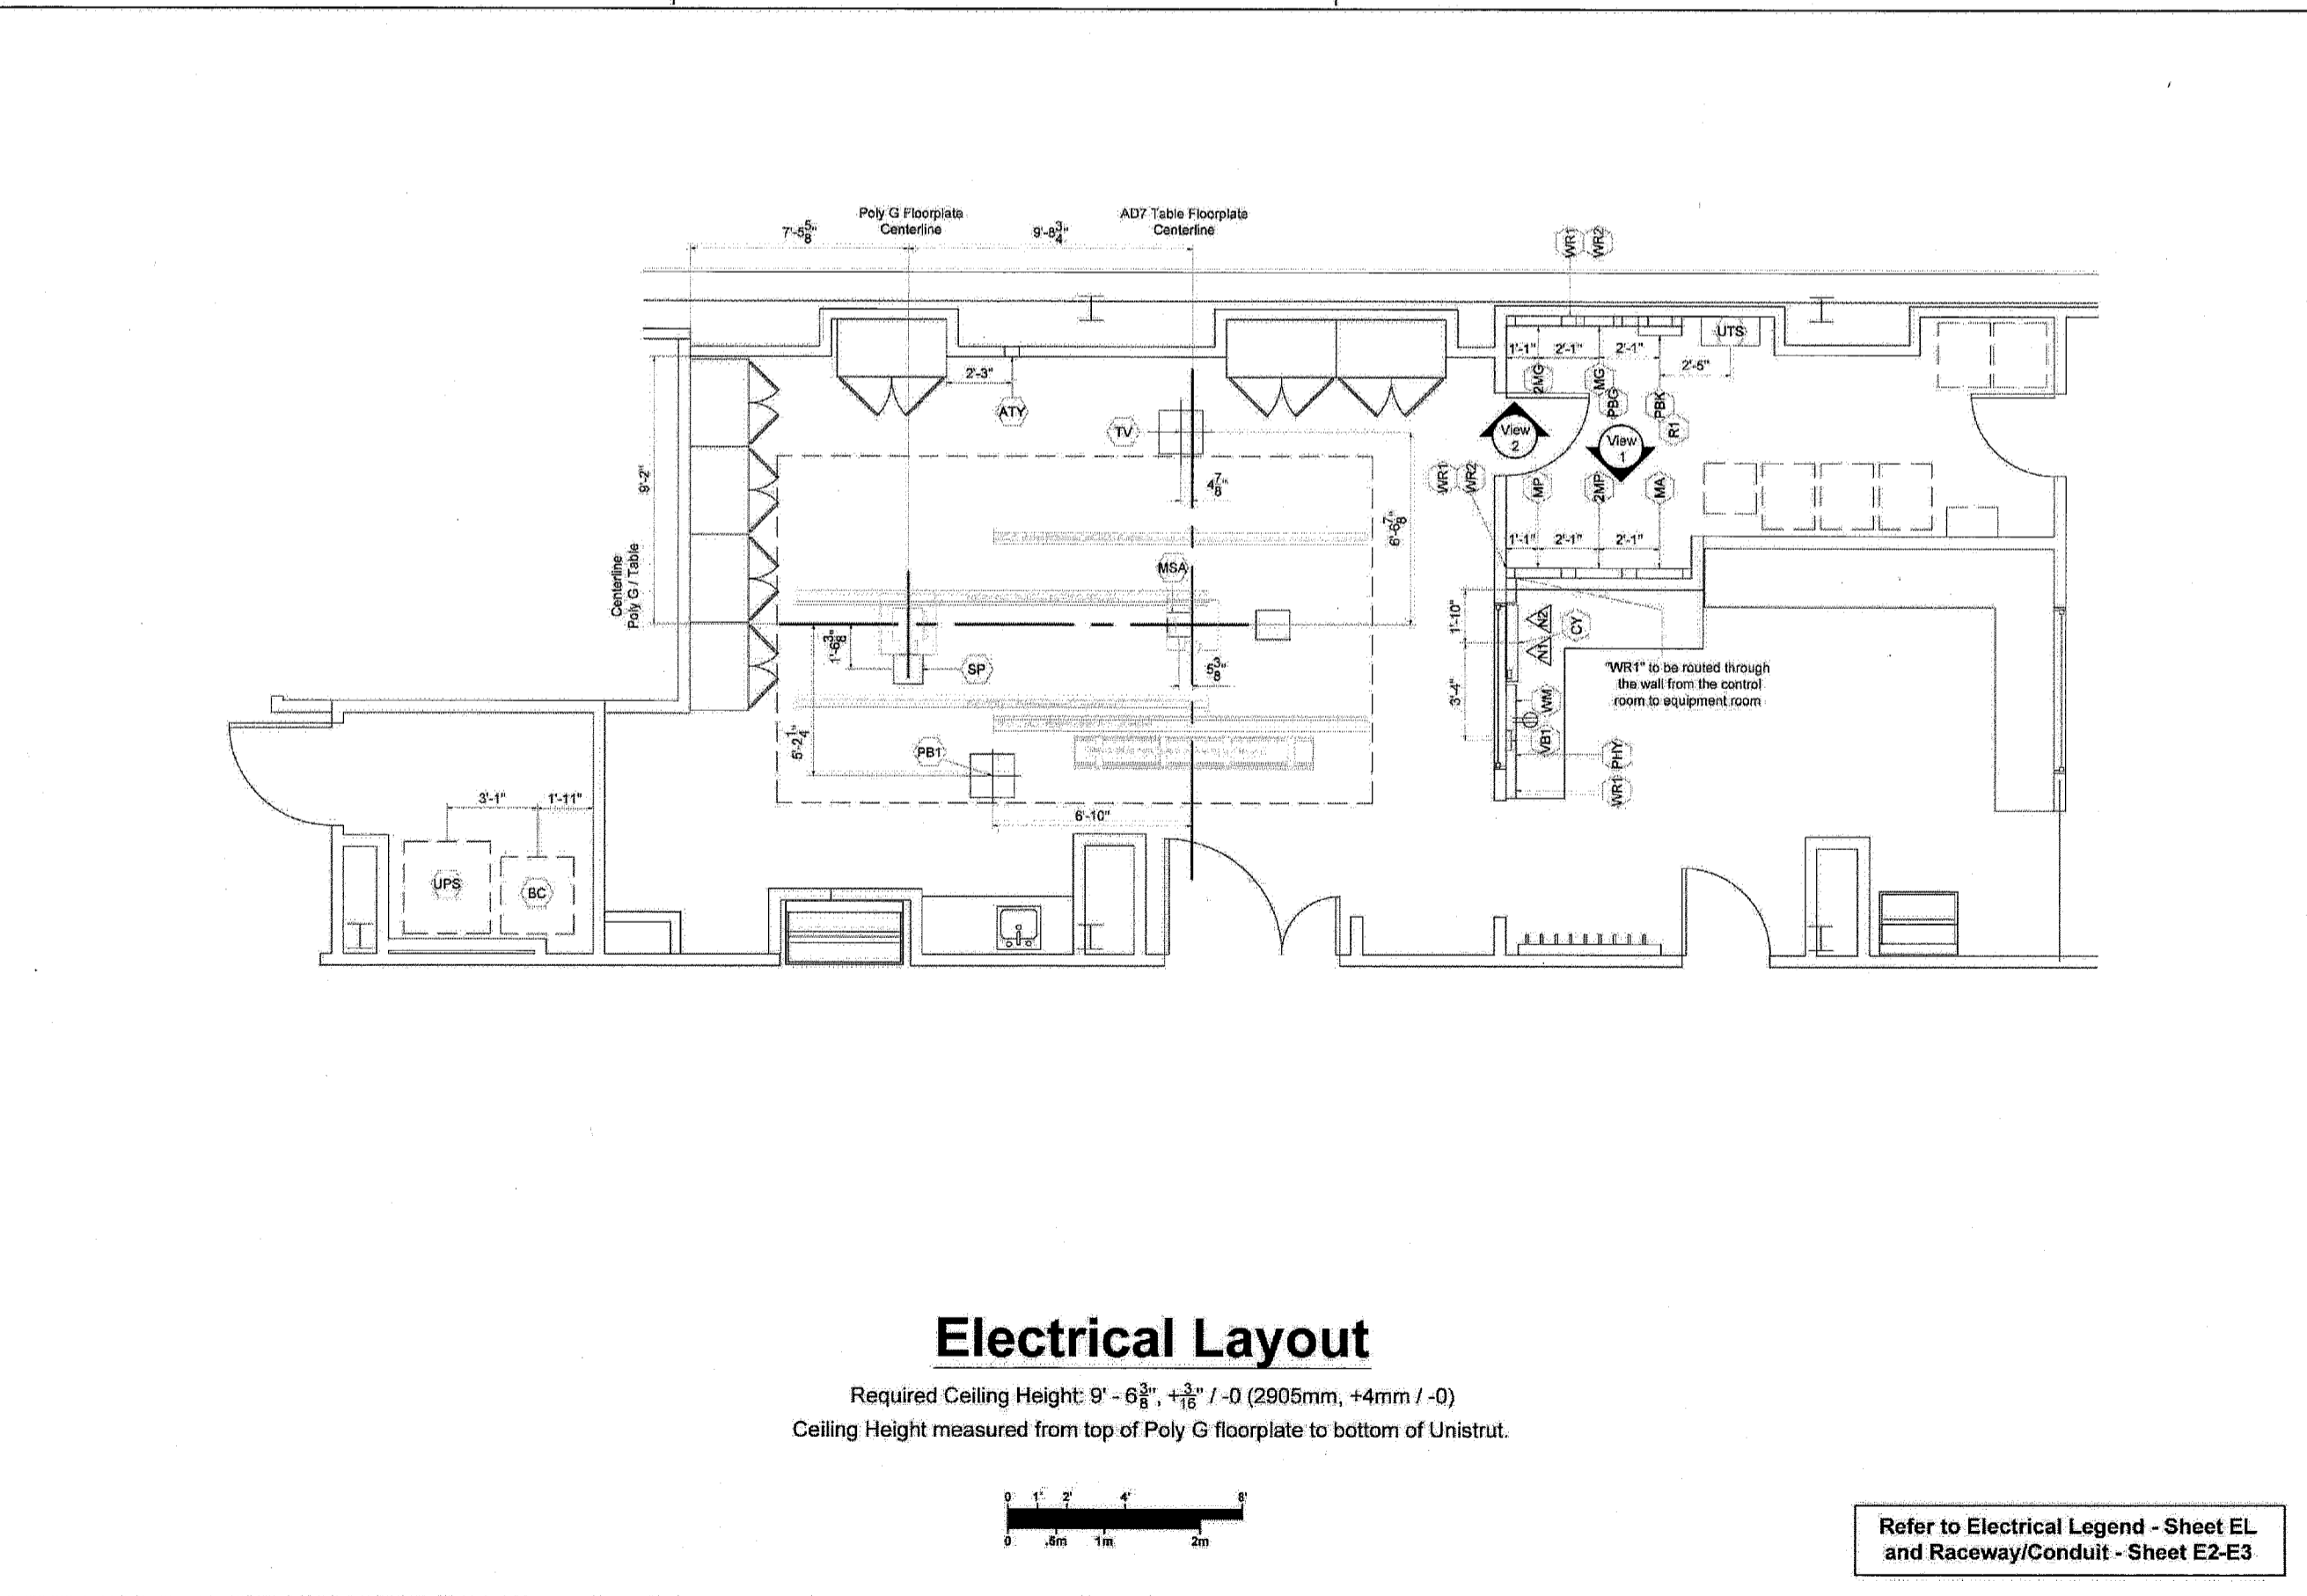 Poly G Floorplate
Centerline
AD7 Table Floorplate
Centerline
7'-5 5/8"
9'-8 3/4"
WR1
WR2
UTS
1'-1"
2'-1"
2'-1"
2'-5"
2'-3"
2MG
MG
PBG
PBK
R1
ATY
TV
View
2
View
1
9'-2"
4 7/8"
WR1
WR2
MP
2MP
MA
6'-6 7/8"
1'-1"
2'-1"
2'-1"
MSA
Centerline
Poly G / Table
1'-10"
N1
N2
CY
1'-6 3/8"
SP
5 3/8"
"WR1" to be routed through
the wall from the control
room to equipment room
3'-4"
WM
VB1
PHY
WR1
5'-2 1/4"
PB1
3'-1"
1'-11"
6'-10"
UPS
BC
Electrical Layout
Required Ceiling Height: 9' - 6 3/8", + 3/16" / -0 (2905mm, +4mm / -0)
Ceiling Height measured from top of Poly G floorplate to bottom of Unistrut.
0 1' 2' 4' 8'
0 .5m 1m 2m
Refer to Electrical Legend - Sheet EL
and Raceway/Conduit - Sheet E2-E3